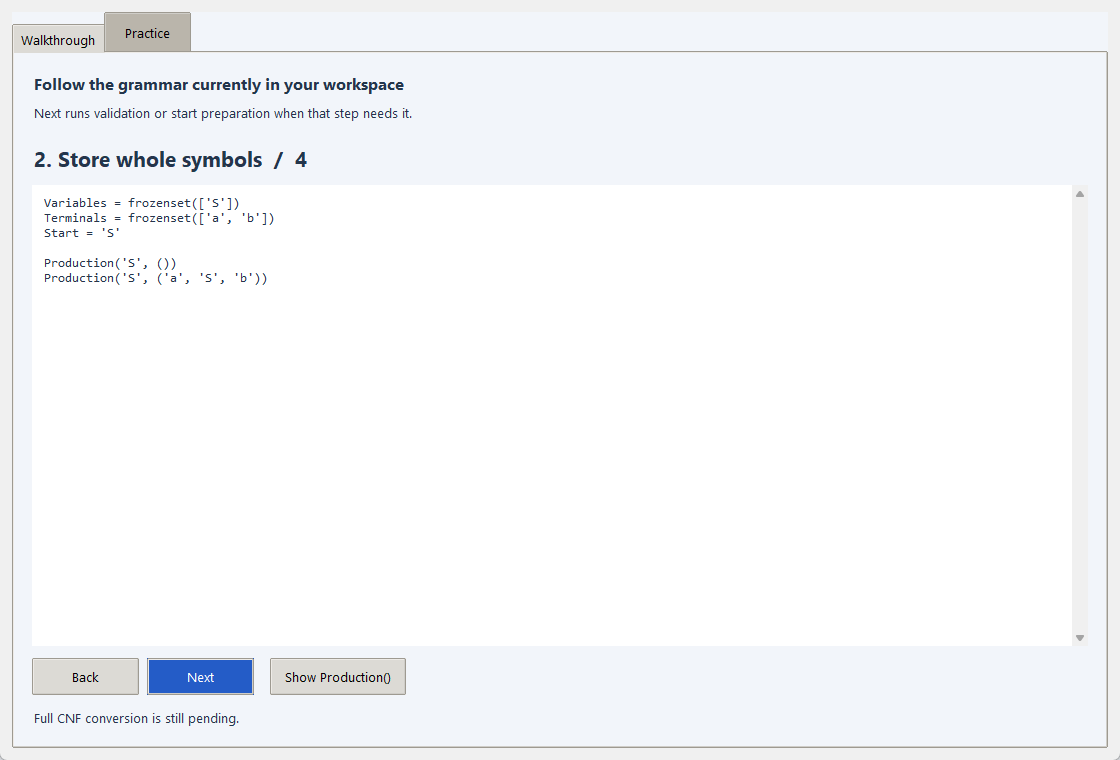 Walkthrough
Practice
Follow the grammar currently in your workspace
Next runs validation or start preparation when that step needs it.
2. Store whole symbols / 4
Variables = frozenset(['S'])
Terminals = frozenset(['a', 'b'])
Start = 'S'
Production('S', ())
Production('S', ('a', 'S', 'b'))
Back
Next
Show Production()
Full CNF conversion is still pending.